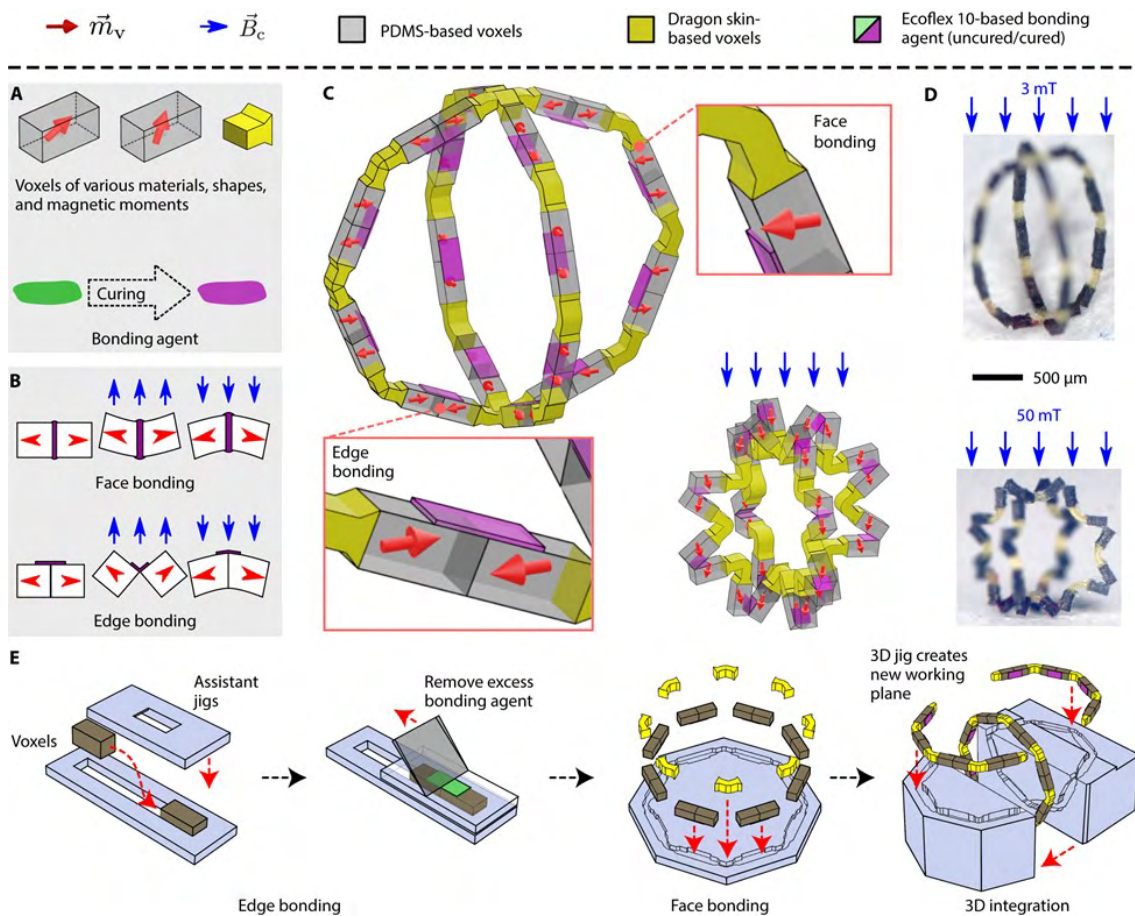 m⃗v
B⃗c
PDMS-based voxels
Dragon skin-
based voxels
Ecoflex 10-based bonding
agent (uncured/cured)
A
Voxels of various materials, shapes,
and magnetic moments
Curing
Bonding agent
B
Face bonding
Edge bonding
C
Face
bonding
Edge
bonding
D
3 mT
500 µm
50 mT
E
Voxels
Assistant
jigs
Remove excess
bonding agent
3D jig creates
new working
plane
Edge bonding
Face bonding
3D integration